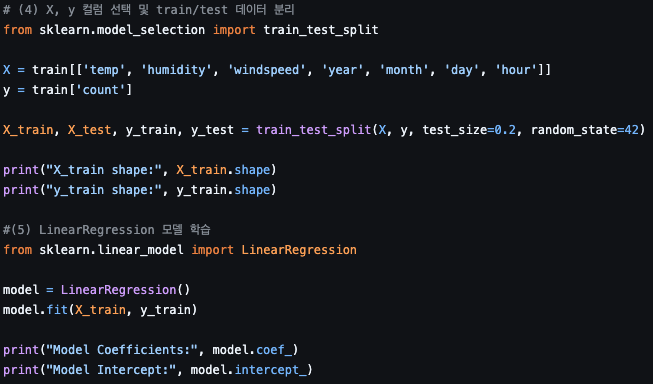 # (4) X, y 컬럼 선택 및 train/test 데이터 분리
from sklearn.model_selection import train_test_split
X = train[['temp', 'humidity', 'windspeed', 'year', 'month', 'day', 'hour']]
y = train['count']
X_train, X_test, y_train, y_test = train_test_split(X, y, test_size=0.2, random_state=42)
print("X_train shape:", X_train.shape)
print("y_train shape:", y_train.shape)
#(5) LinearRegression 모델 학습
from sklearn.linear_model import LinearRegression
model = LinearRegression()
model.fit(X_train, y_train)
print("Model Coefficients:", model.coef_)
print("Model Intercept:", model.intercept_)